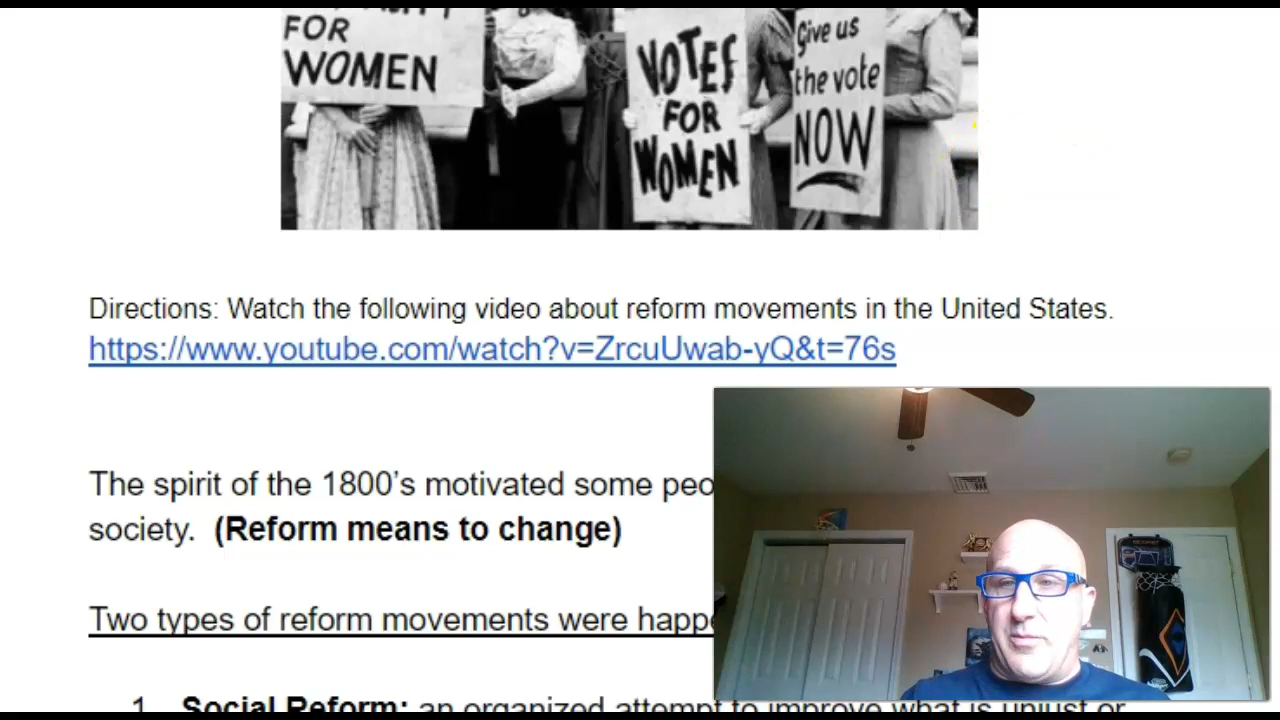 FOR
WOMEN
VOTES
FOR
WOMEN
Give us
the vote
NOW
Directions: Watch the following video about reform movements in the United States.
https://www.youtube.com/watch?v=ZrcuUwab-yQ&t=76s
The spirit of the 1800's motivated some
society. (Reform means to change)
Two types of reform movements were
1. Social Reform: an organized attempt to improve what is unjust or